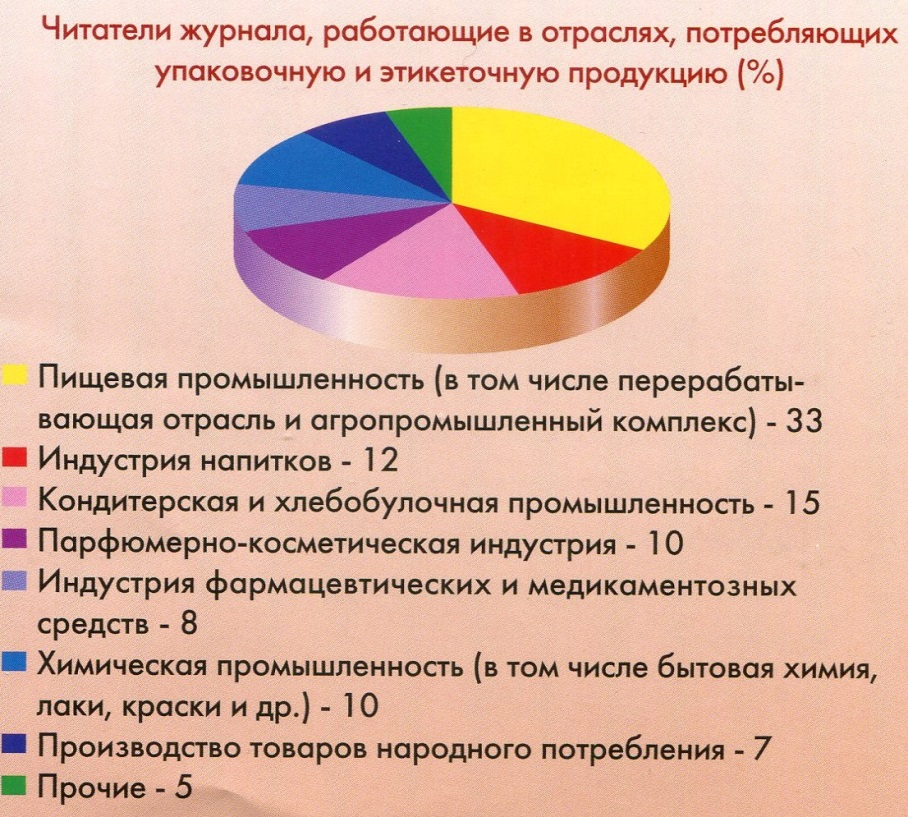 Читатели журнала, работающие в отраслях, потребляющих
упаковочную и этикеточную продукцию (%)
Пищевая промышленность (в том числе перерабаты-
вающая отрасль и агропромышленный комплекс) - 33
Индустрия напитков - 12
Кондитерская и хлебобулочная промышленность - 15
Парфюмерно-косметическая индустрия - 10
Индустрия фармацевтических и медикаментозных
средств - 8
Химическая промышленность (в том числе бытовая химия,
лаки, краски и др.) - 10
Производство товаров народного потребления - 7
Прочие - 5